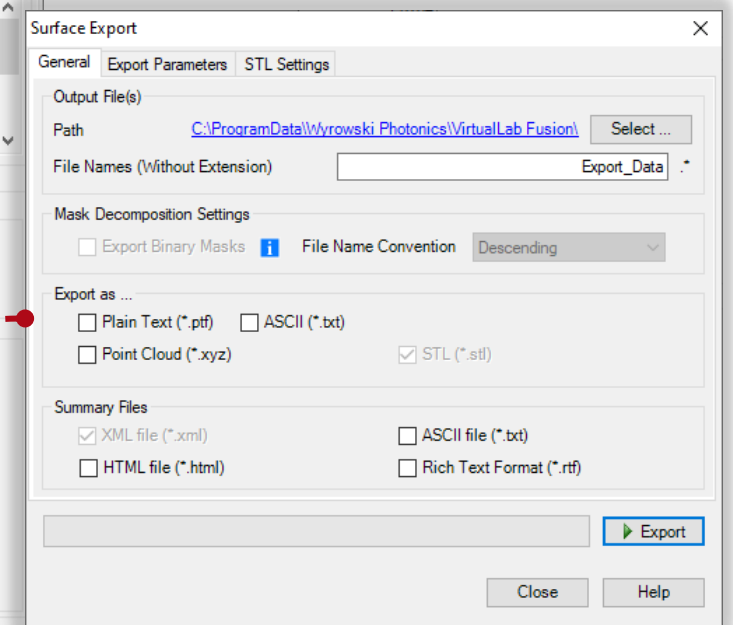 Surface Export
General Export Parameters STL Settings
Output File(s)
Path C:\ProgramData\Wyrowski Photonics\VirtualLab Fusion\ Select ...
File Names (Without Extension) Export_Data .*
Mask Decomposition Settings
Export Binary Masks i File Name Convention Descending
Export as ...
Plain Text (*.ptf) ASCII (*.txt)
Point Cloud (*.xyz) STL (*.stl)
Summary Files
XML file (*.xml) ASCII file (*.txt)
HTML file (*.html) Rich Text Format (*.rtf)
Export
Close Help